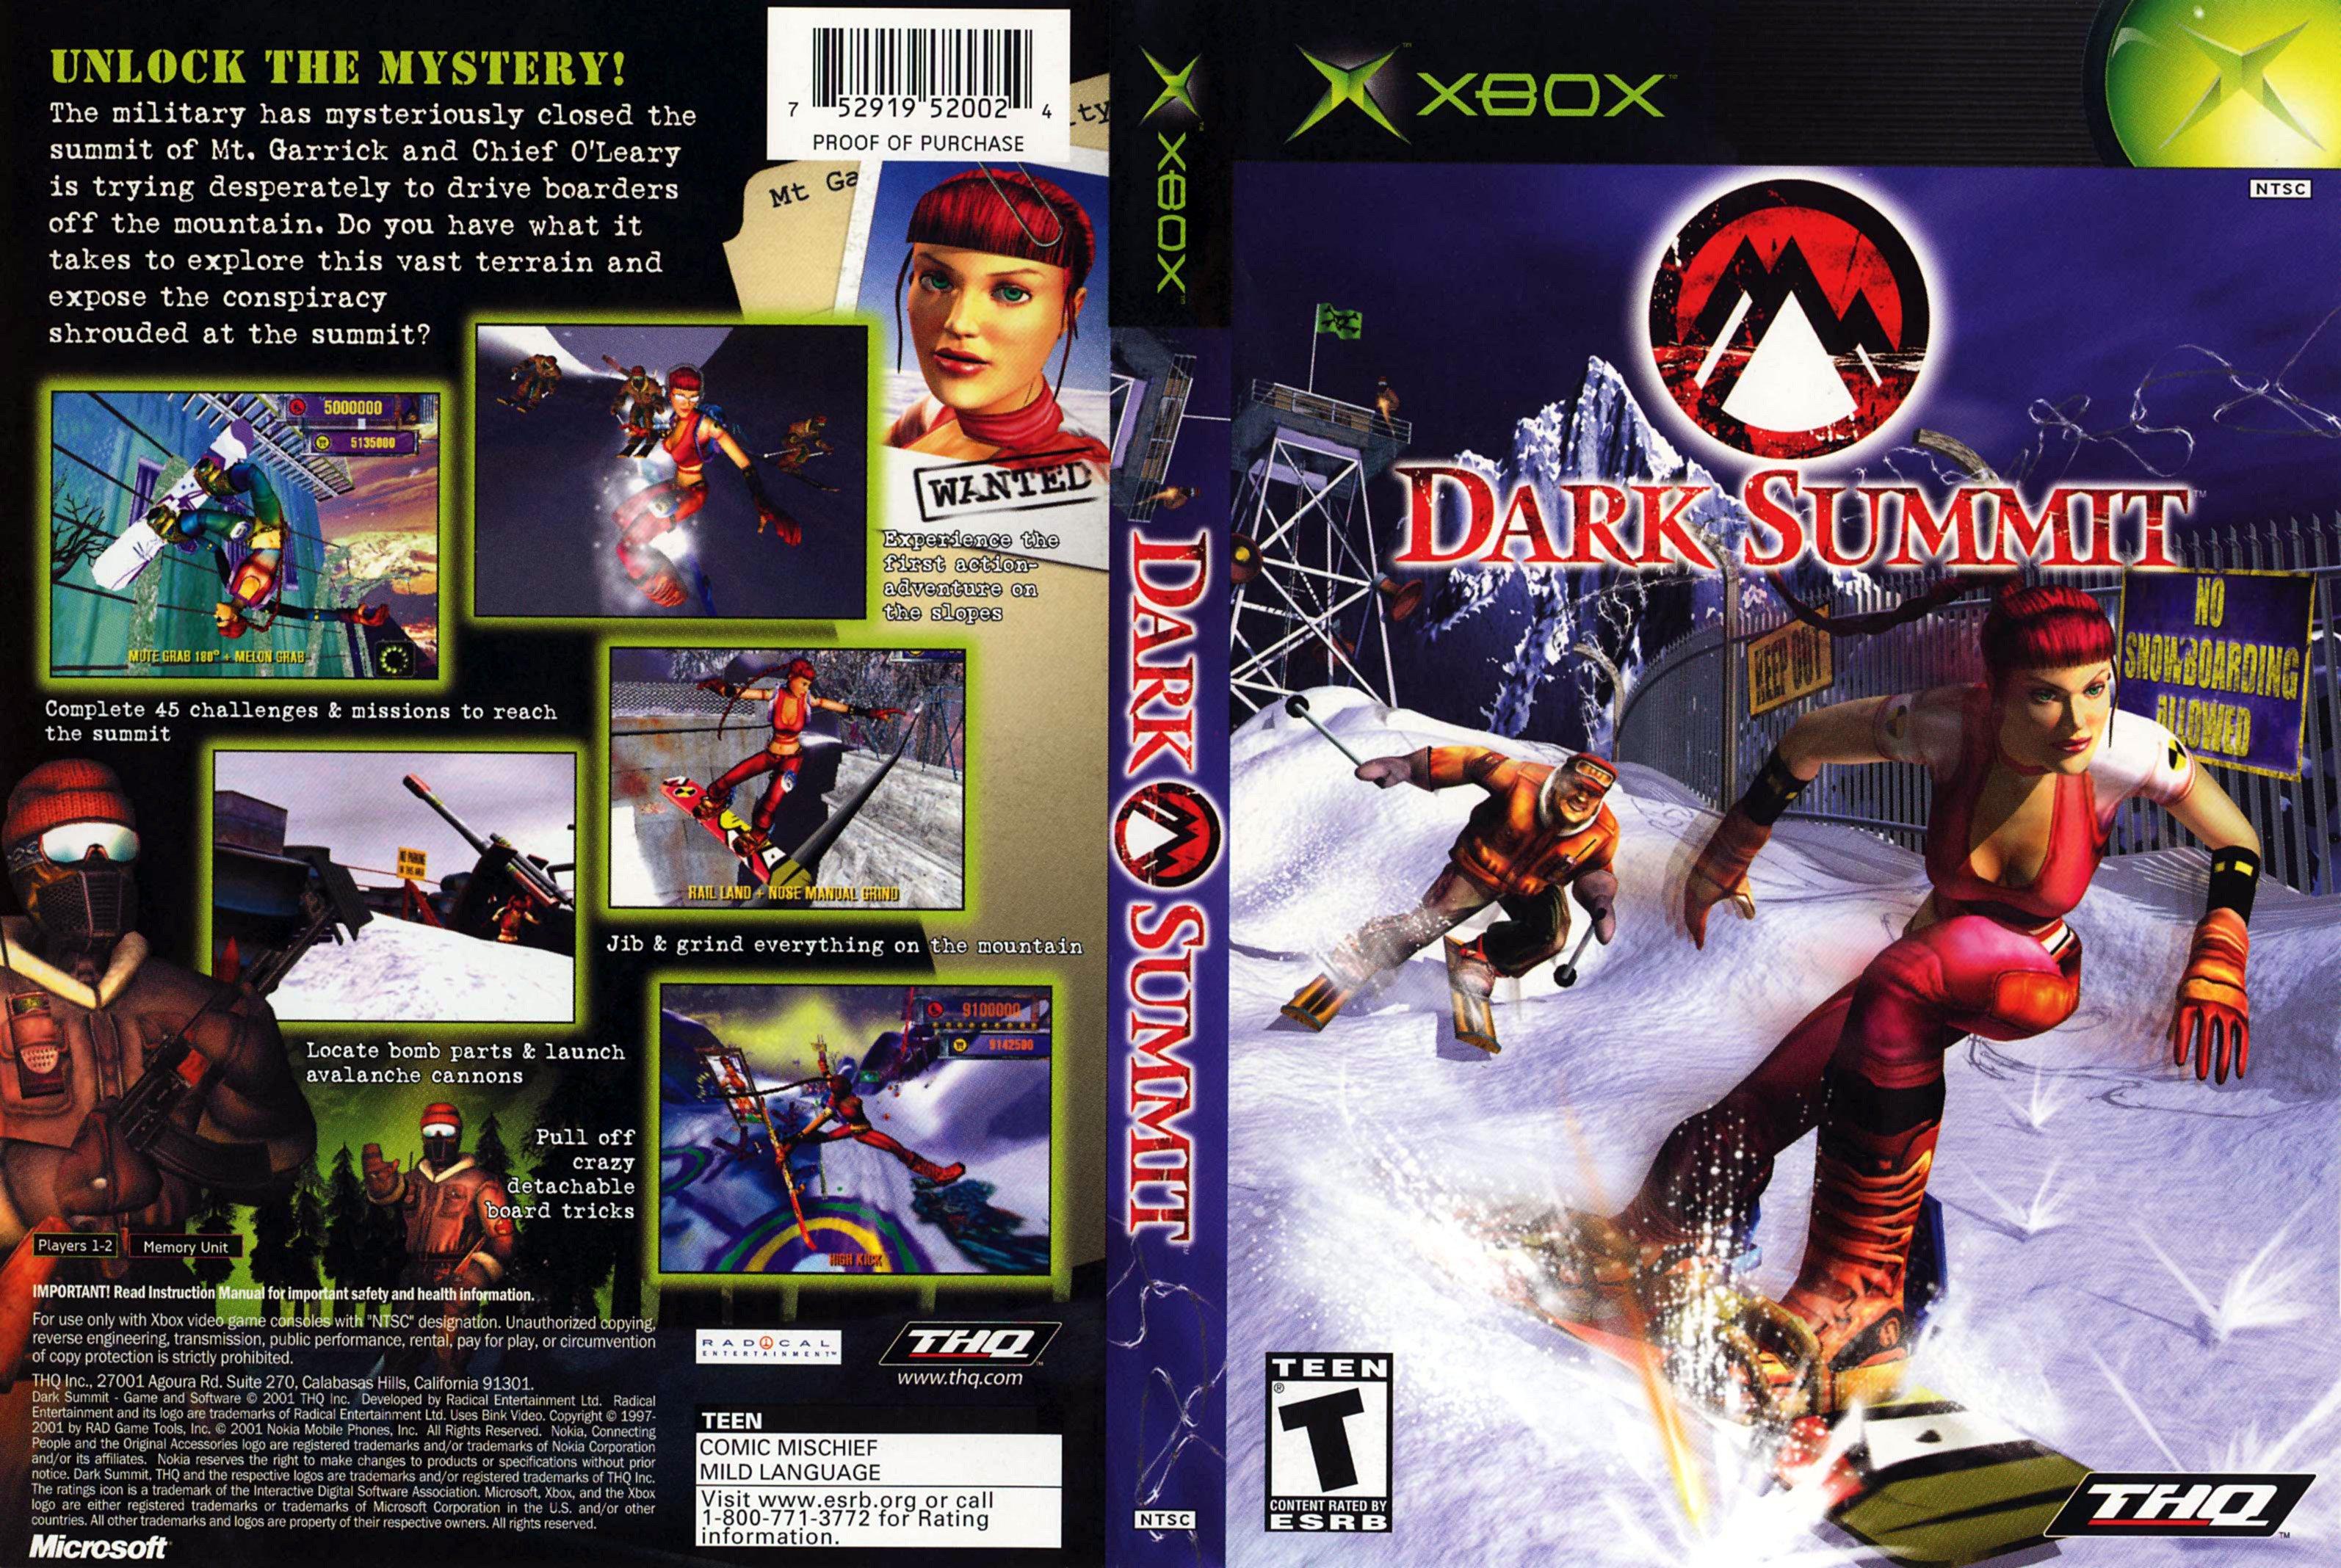 UNLOCK THE MYSTERY!
The military has mysteriously closed the
summit of Mt. Garrick and Chief O'Leary
is trying desperately to drive boarders
off the mountain. Do you have what it
takes to explore this vast terrain and
expose the conspiracy
shrouded at the summit?
7 52919 52002 4
PROOF OF PURCHASE
ty
Mt Ga
WANTED
Experience the
first action-
adventure on
the slopes
5000000
5135000
MUTE GRAB 180° + MELON GRAB
Complete 45 challenges & missions to reach
the summit
NO PARKING
IN THIS AREA
RAIL LAND + NOSE MANUAL GRIND
Jib & grind everything on the mountain
Locate bomb parts & launch
avalanche cannons
Pull off
crazy
detachable
board tricks
9100000
9142500
HIGH KICK
Players 1-2
Memory Unit
IMPORTANT! Read Instruction Manual for important safety and health information.
For use only with Xbox video game consoles with "NTSC" designation. Unauthorized copying,
reverse engineering, transmission, public performance, rental, pay for play, or circumvention
of copy protection is strictly prohibited.
THQ Inc., 27001 Agoura Rd. Suite 270, Calabasas Hills, California 91301.
Dark Summit - Game and Software © 2001 THQ Inc. Developed by Radical Entertainment Ltd. Radical
Entertainment and its logo are trademarks of Radical Entertainment Ltd. Uses Bink Video. Copyright © 1997-
2001 by RAD Game Tools, Inc. © 2001 Nokia Mobile Phones, Inc. All Rights Reserved. Nokia, Connecting
People and the Original Accessories logo are registered trademarks and/or trademarks of Nokia Corporation
and/or its affiliates. Nokia reserves the right to make changes to products or specifications without prior
notice. Dark Summit, THQ and the respective logos are trademarks and/or registered trademarks of THQ Inc.
The ratings icon is a trademark of the Interactive Digital Software Association. Microsoft, Xbox, and the Xbox
logo are either registered trademarks or trademarks of Microsoft Corporation in the U.S. and/or other
countries. All other trademarks and logos are property of their respective owners. All rights reserved.
Microsoft
RADICAL
ENTERTAINMENT™
THQ™
www.thq.com
TEEN
COMIC MISCHIEF
MILD LANGUAGE
Visit www.esrb.org or call
1-800-771-3772 for Rating
information.
XBOX™
DARK SUMMIT™
NTSC
XBOX™
NTSC
DARK SUMMIT™
KEEP OUT
NO
SNOWBOARDING
ALLOWED
TEEN
® T
CONTENT RATED BY
ESRB
THQ™